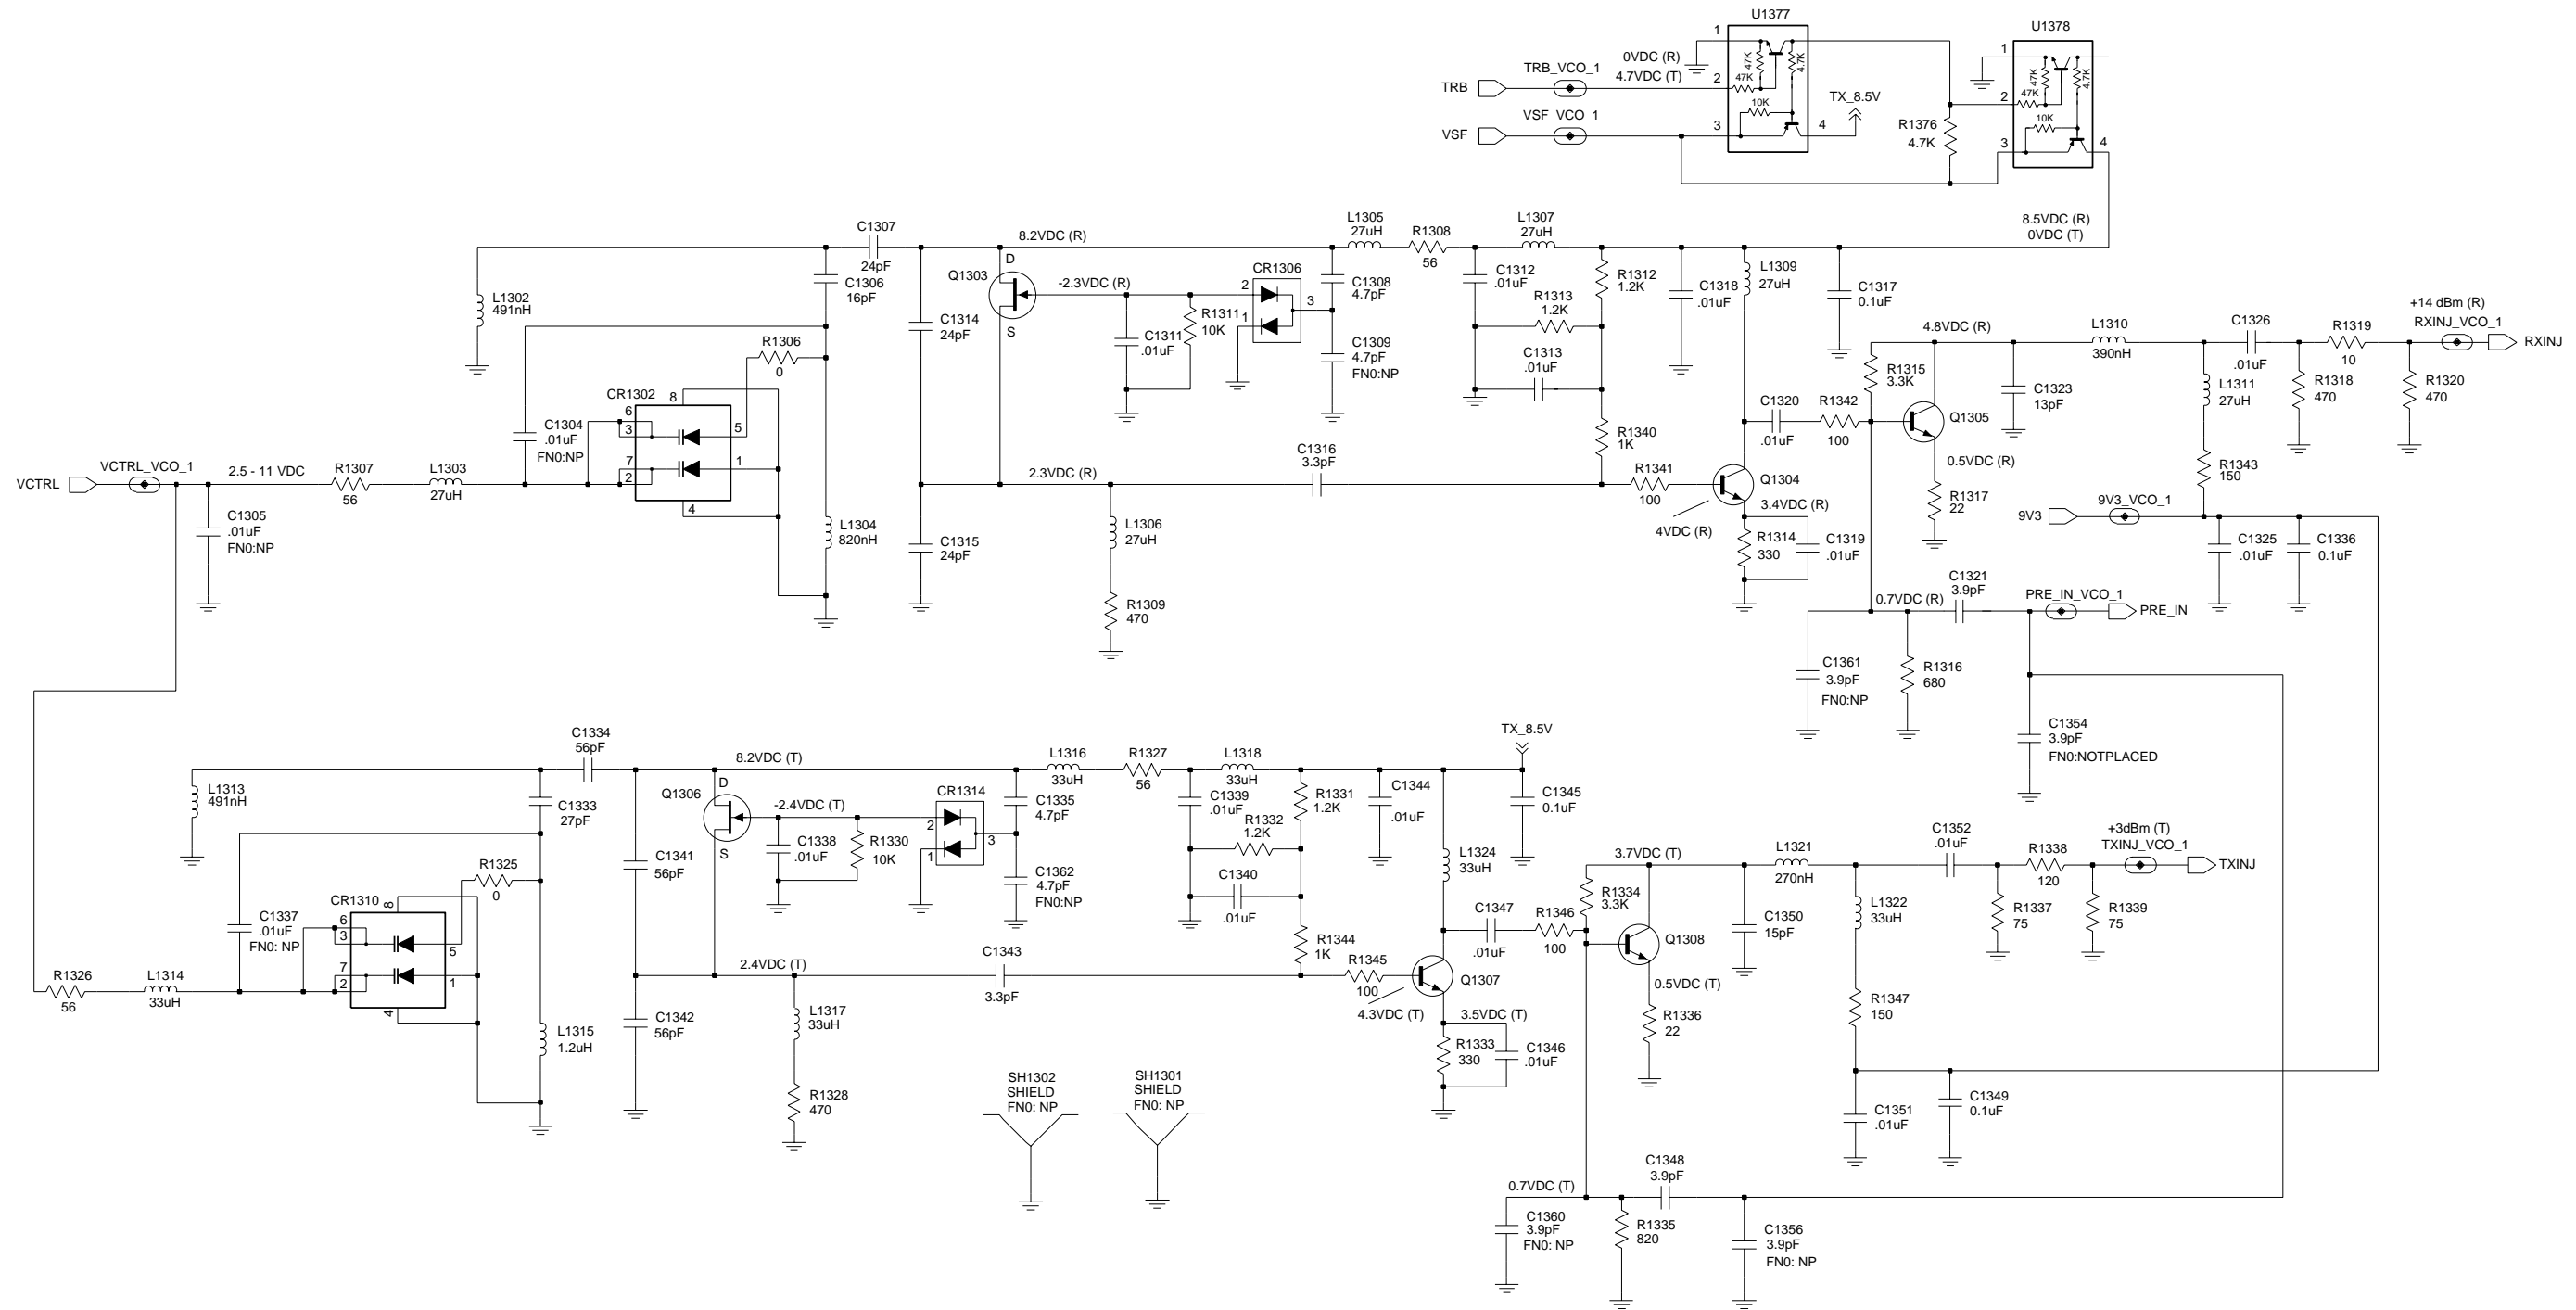 U1377
U1378
1
2
3
4
47K
47K
4.7K
10K
1
2
3
4
47K
47K
4.7K
10K
0VDC (R)
4.7VDC (T)
TRB
TRB_VCO_1
VSF
VSF_VCO_1
TX_8.5V
R1376
4.7K
8.5VDC (R)
0VDC (T)
C1307
24pF
C1306
16pF
L1302
491nH
R1306
0
CR1302
8
6
3
7
2
5
1
4
C1304
.01uF
FN0:NP
VCTRL
VCTRL_VCO_1
2.5 - 11 VDC
R1307
56
L1303
27uH
C1305
.01uF
FN0:NP
L1304
820nH
C1314
24pF
C1315
24pF
8.2VDC (R)
Q1303
D
S
-2.3VDC (R)
C1311
.01uF
R1311
10K
CR1306
2
1
3
C1308
4.7pF
C1309
4.7pF
FN0:NP
L1305
27uH
R1308
56
L1307
27uH
C1312
.01uF
R1313
1.2K
C1313
.01uF
R1312
1.2K
R1340
1K
C1318
.01uF
L1309
27uH
C1317
0.1uF
2.3VDC (R)
L1306
27uH
R1309
470
C1316
3.3pF
R1341
100
Q1304
4VDC (R)
3.4VDC (R)
R1314
330
C1319
.01uF
C1320
.01uF
R1342
100
R1315
3.3K
4.8VDC (R)
Q1305
0.5VDC (R)
R1317
22
C1323
13pF
L1310
390nH
C1326
.01uF
L1311
27uH
R1343
150
R1318
470
R1319
10
R1320
470
+14 dBm (R)
RXINJ_VCO_1
RXINJ
9V3
9V3_VCO_1
C1325
.01uF
C1336
0.1uF
0.7VDC (R)
C1321
3.9pF
PRE_IN_VCO_1
PRE_IN
C1361
3.9pF
FN0:NP
R1316
680
C1354
3.9pF
FN0:NOTPLACED
C1334
56pF
C1333
27pF
L1313
491nH
R1325
0
CR1310
8
6
3
7
2
5
1
4
C1337
.01uF
FN0: NP
R1326
56
L1314
33uH
L1315
1.2uH
C1341
56pF
C1342
56pF
8.2VDC (T)
Q1306
D
S
-2.4VDC (T)
C1338
.01uF
R1330
10K
CR1314
2
1
3
C1335
4.7pF
C1362
4.7pF
FN0:NP
L1316
33uH
R1327
56
L1318
33uH
C1339
.01uF
R1332
1.2K
C1340
.01uF
R1331
1.2K
R1344
1K
C1344
.01uF
TX_8.5V
C1345
0.1uF
L1324
33uH
2.4VDC (T)
L1317
33uH
R1328
470
C1343
3.3pF
R1345
100
Q1307
4.3VDC (T)
3.5VDC (T)
R1333
330
C1346
.01uF
C1347
.01uF
R1346
100
R1334
3.3K
3.7VDC (T)
Q1308
0.5VDC (T)
R1336
22
C1350
15pF
L1321
270nH
C1352
.01uF
L1322
33uH
R1347
150
R1337
75
R1338
120
R1339
75
+3dBm (T)
TXINJ_VCO_1
TXINJ
C1351
.01uF
C1349
0.1uF
SH1302
SHIELD
FN0: NP
SH1301
SHIELD
FN0: NP
0.7VDC (T)
C1348
3.9pF
C1360
3.9pF
FN0: NP
R1335
820
C1356
3.9pF
FN0: NP